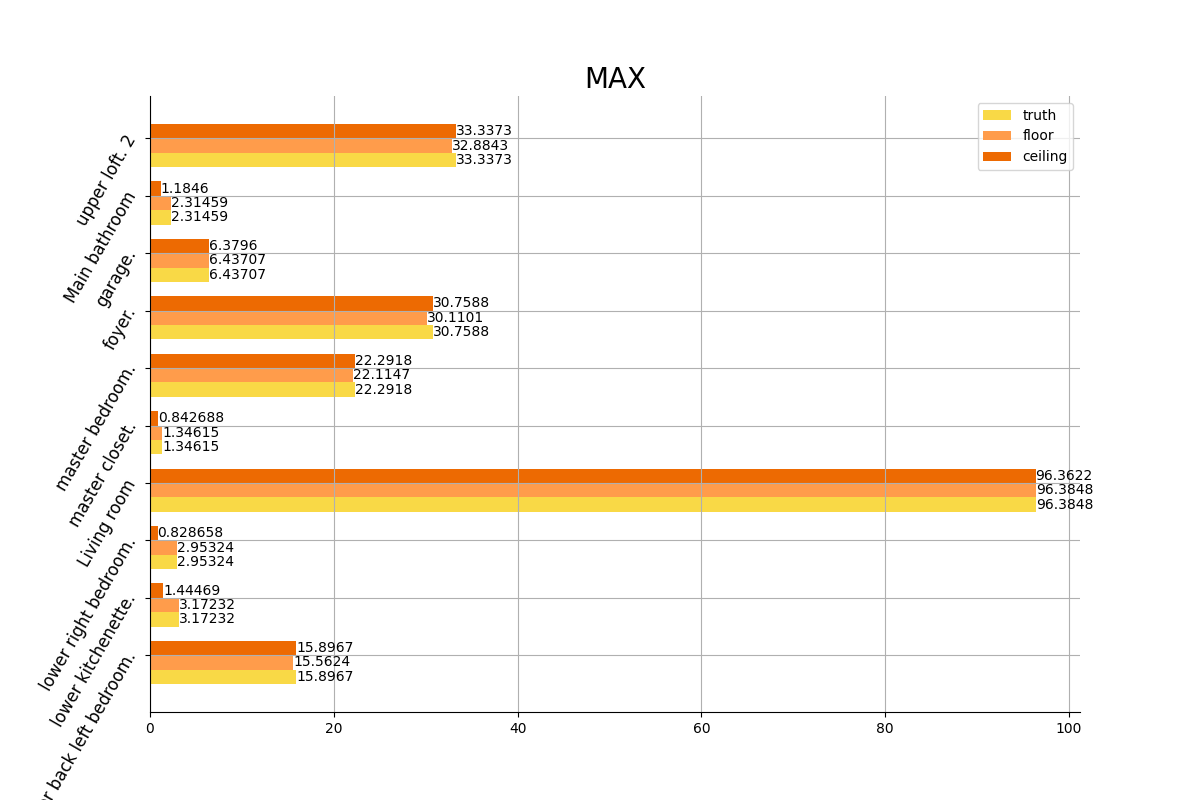 MAX
truth
floor
ceiling
upper loft. 2
33.3373
32.8843
33.3373
Main bathroom
1.1846
2.31459
2.31459
garage.
6.3796
6.43707
6.43707
foyer.
30.7588
30.1101
30.7588
master bedroom.
22.2918
22.1147
22.2918
master closet.
0.842688
1.34615
1.34615
Living room
96.3622
96.3848
96.3848
lower right bedroom.
0.828658
2.95324
2.95324
lower kitchenette.
1.44469
3.17232
3.17232
back left bedroom.
15.8967
15.5624
15.8967
0 20 40 60 80 100